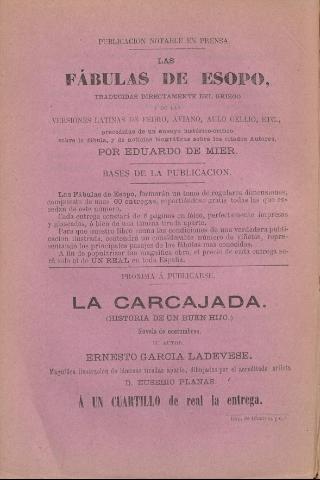 PUBLICACION NOTABLE EN PRENSA.
LAS
FÁBULAS DE ESOPO,
TRADUCIDAS DIRECTAMENTE DEL GRIEGO
Y DE LAS
VERSIONES LATINAS DE FEDRO, AVIANO, AULO GELLIO, ETC.,
precedidas de un ensayo histórico-crítico
sobre la fábula, y de noticias biográficas sobre los citados Autores,
POR EDUARDO DE MIER.
BASES DE LA PUBLICACION.
Las Fábulas de Esopo, formarán un tomo de regulares dimensiones,
compuesto de unas 60 entregas, repartiéndose gratis todas las que ex-
cedan de este número.
Cada entrega constará de 8 páginas en fólio, perfectamente impresas
y glaseadas, ó bien de una lámina tirada aparte.
Para que nuestro libro reuna las condiciones de una verdadera publi-
cacion ilustrada, contendrá un considerable número de viñetas, repre-
sentando los principales pasajes de las fábulas mas conocidas.
A fin de popularizar tan magnífica obra, el precio de cada entrega se-
rá solo el de UN REAL en toda España.
PRÓXIMA Á PUBLICARSE.
LA CARCAJADA.
(HISTORIA DE UN BUEN HIJO.)
Novela de costumbres.
SU AUTOR
ERNESTO GARCIA LADEVESE.
Magnífica ilustracion de láminas tiradas aparte, dibujadas por el acreditado artista
D. EUSEBIO PLANAS.
Á UN CUARTILLO de real la entrega.
Imp. de